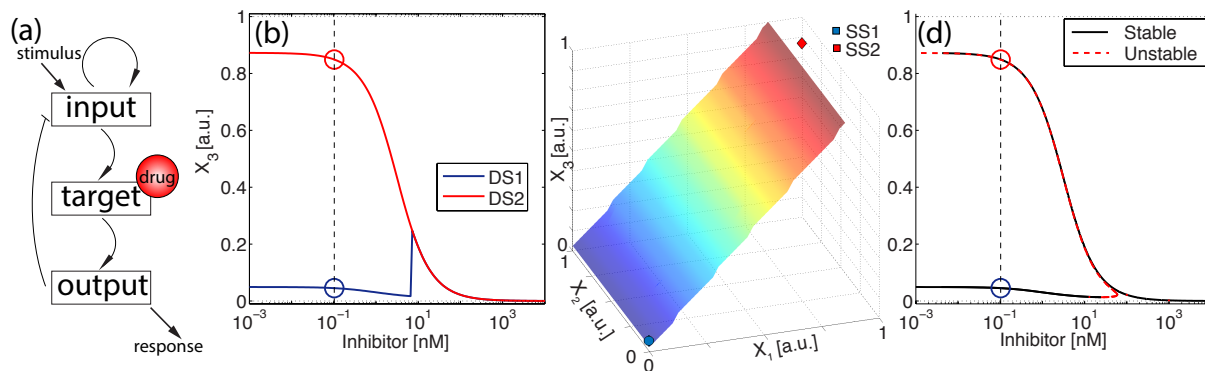 (a)
stimulus
input
target
drug
output
response
(b)
X3 [a.u.]
1
0.8
0.6
0.4
0.2
0
DS1
DS2
10^-3
10^-1
10^1
10^3
Inhibitor [nM]
SS1
SS2
X3 [a.u.]
1
0
1
X2 [a.u.]
0
0
X1 [a.u.]
1
(d)
Stable
Unstable
1
0.8
0.6
0.4
0.2
0
10^-3
10^-1
10^1
10^3
Inhibitor [nM]